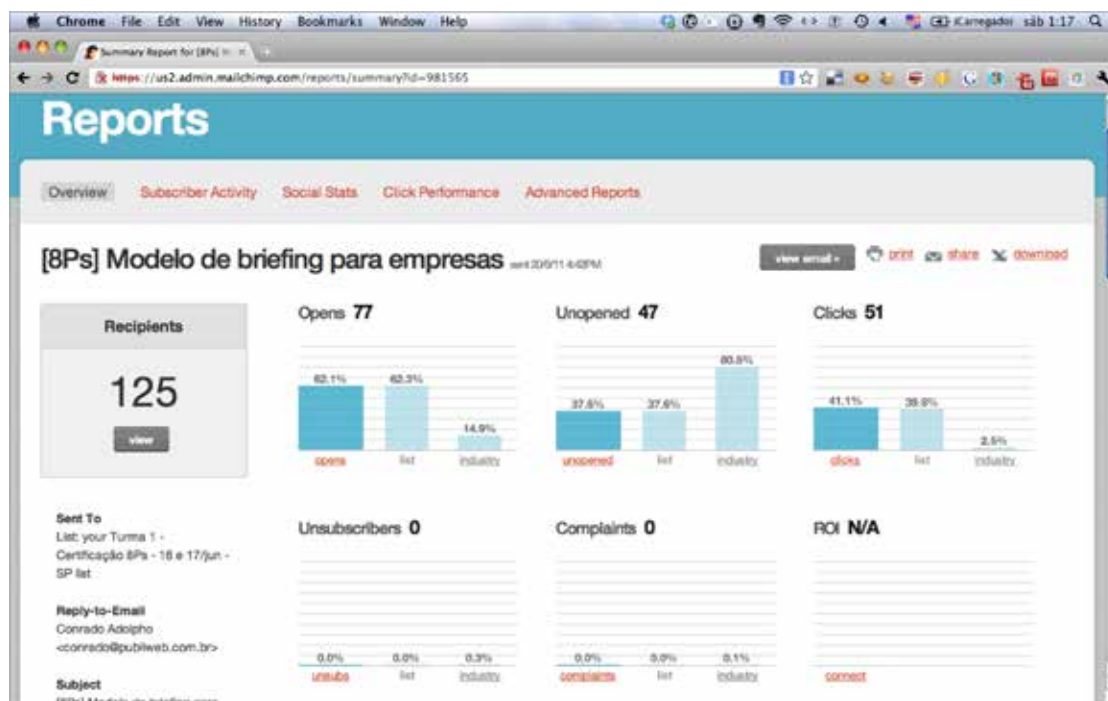 Chrome File Edit View History Bookmarks Window Help sáb 1:17
Summary Report for [8Ps]
https://us2.admin.mailchimp.com/reports/summary?id=981565
Reports
Overview Subscriber Activity Social Stats Click Performance Advanced Reports
[8Ps] Modelo de briefing para empresas
view email print share download
Recipients
125
view
Opens 77
62.1% 62.3% 14.9%
opens list industry
Unopened 47
37.6% 37.6% 80.8%
unopened list industry
Clicks 51
41.1% 39.8% 2.5%
clicks list industry
Sent To
List: your Turma 1 -
Certificação 8Ps - 16 e 17/jun -
SP list
Reply-to-Email
Conrado Adolpho
<conrado@publiweb.com.br>
Subject
Unsubscribers 0
0.0% 0.0% 0.3%
unsubs list industry
Complaints 0
0.0% 0.0% 0.1%
complaints list industry
ROI N/A
connect